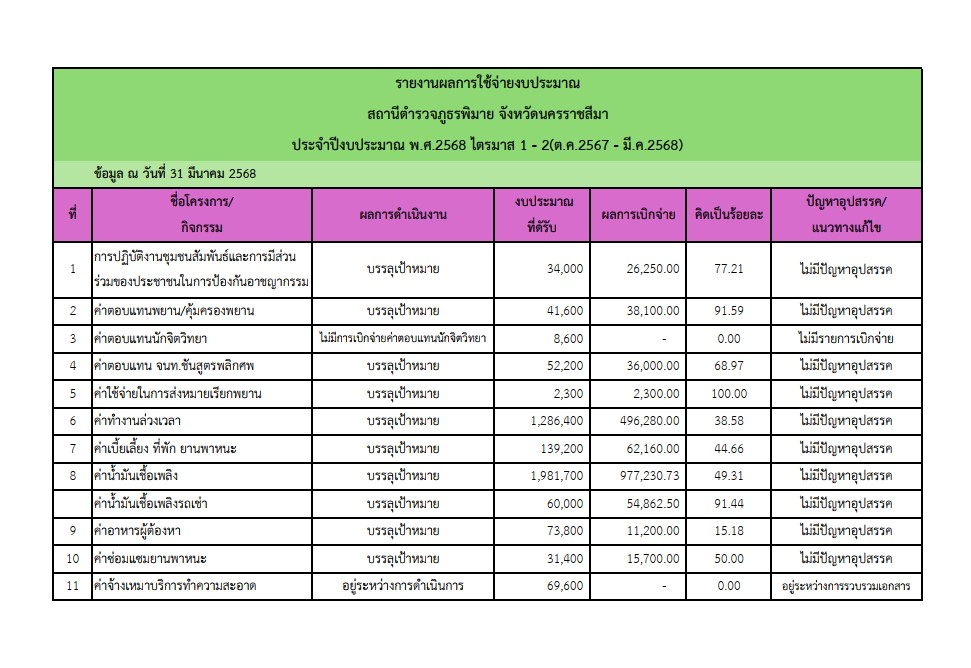 รายงานผลการใช้จ่ายงบประมาณ
สถานีตำรวจภูธรพิมาย จังหวัดนครราชสีมา
ประจำปีงบประมาณ พ.ศ.2568 ไตรมาส 1 - 2(ต.ค.2567 - มี.ค.2568)
ข้อมูล ณ วันที่ 31 มีนาคม 2568
ที่ ชื่อโครงการ/ กิจกรรม ผลการดำเนินงาน งบประมาณ ที่ดัรับ ผลการเบิกจ่าย คิดเป็นร้อยละ ปัญหาอุปสรรค/ แนวทางแก้ไข
1 การปฏิบัติงานชุมชนสัมพันธ์และการมีส่วน
ร่วมของประชาชนในการป้องกันอาชญากรรม บรรลุเป้าหมาย 34,000 26,250.00 77.21 ไม่มีปัญหาอุปสรรค
2 ค่าตอบแทนพยาน/คุ้มครองพยาน บรรลุเป้าหมาย 41,600 38,100.00 91.59 ไม่มีปัญหาอุปสรรค
3 ค่าตอบแทนนักจิตวิทยา ไม่มีการเบิกจ่ายค่าตอบแทนนักจิตวิทยา 8,600 - 0.00 ไม่มีรายการเบิกจ่าย
4 ค่าตอบแทน จนท.ชันสูตรพลิกศพ บรรลุเป้าหมาย 52,200 36,000.00 68.97 ไม่มีปัญหาอุปสรรค
5 ค่าใช้จ่ายในการส่งหมายเรียกพยาน บรรลุเป้าหมาย 2,300 2,300.00 100.00 ไม่มีปัญหาอุปสรรค
6 ค่าทำงานล่วงเวลา บรรลุเป้าหมาย 1,286,400 496,280.00 38.58 ไม่มีปัญหาอุปสรรค
7 ค่าเบี้ยเลี้ยง ที่พัก ยานพาหนะ บรรลุเป้าหมาย 139,200 62,160.00 44.66 ไม่มีปัญหาอุปสรรค
8 ค่าน้ำมันเชื้อเพลิง บรรลุเป้าหมาย 1,981,700 977,230.73 49.31 ไม่มีปัญหาอุปสรรค
ค่าน้ำมันเชื้อเพลิงรถเช่า บรรลุเป้าหมาย 60,000 54,862.50 91.44 ไม่มีปัญหาอุปสรรค
9 ค่าอาหารผู้ต้องหา บรรลุเป้าหมาย 73,800 11,200.00 15.18 ไม่มีปัญหาอุปสรรค
10 ค่าซ่อมแซมยานพาหนะ บรรลุเป้าหมาย 31,400 15,700.00 50.00 ไม่มีปัญหาอุปสรรค
11 ค่าจ้างเหมาบริการทำความสะอาด อยู่ระหว่างการดำเนินการ 69,600 - 0.00 อยู่ระหว่างการรวบรวมเอกสาร